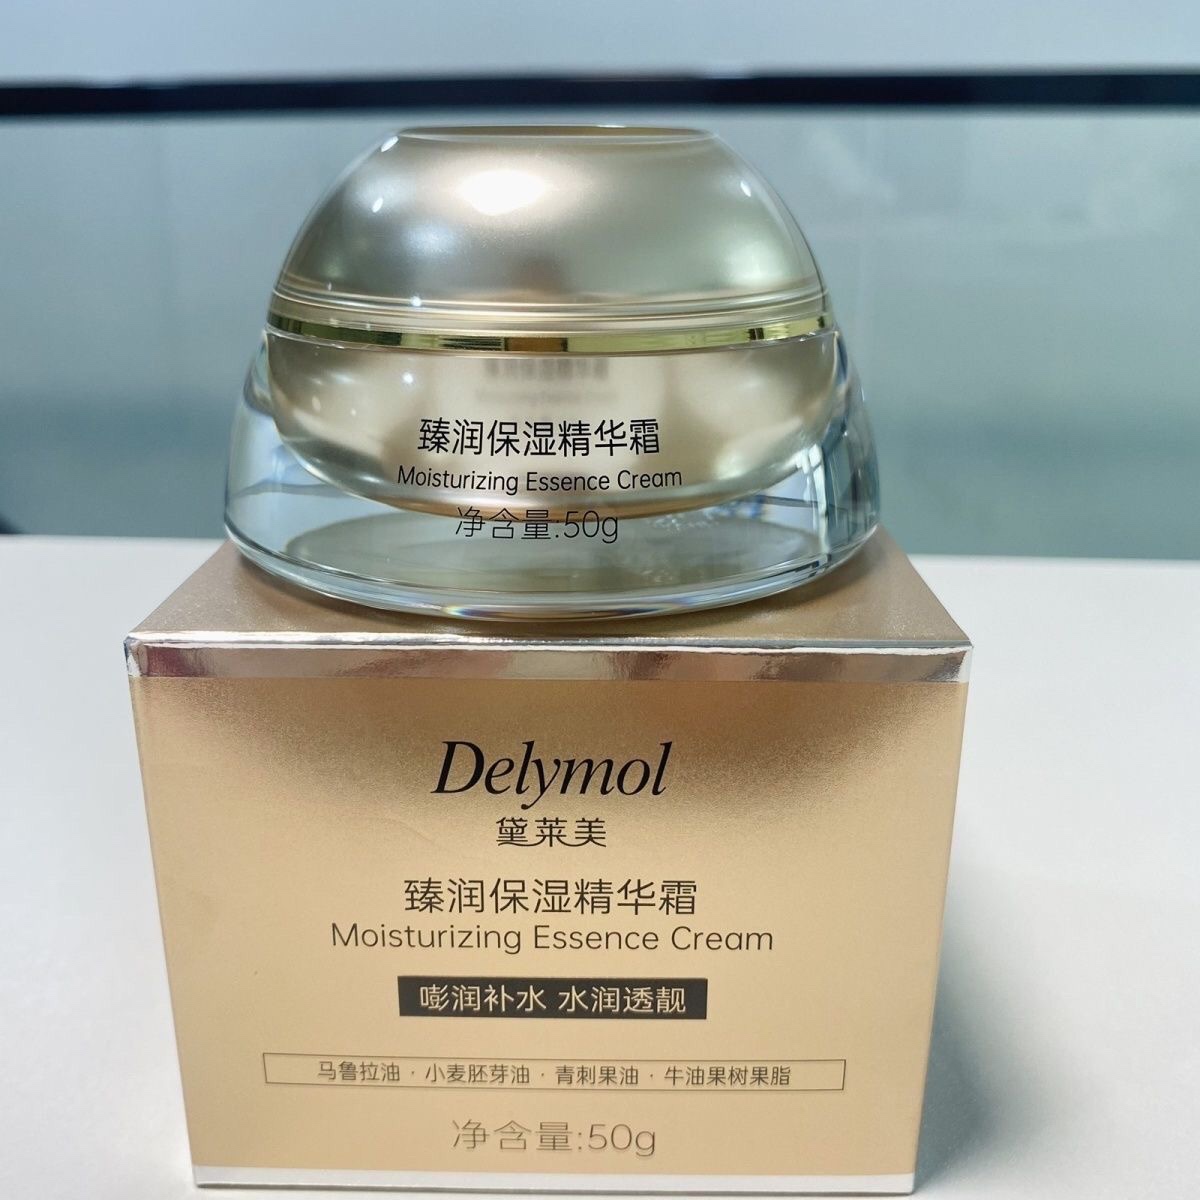 臻润保湿精华霜
Moisturizing Essence Cream
净含量:50g
Delymol
黛莱美
臻润保湿精华霜
Moisturizing Essence Cream
嘭润补水 水润透靓
马鲁拉油·小麦胚芽油·青刺果油·牛油果树果脂
净含量:50g